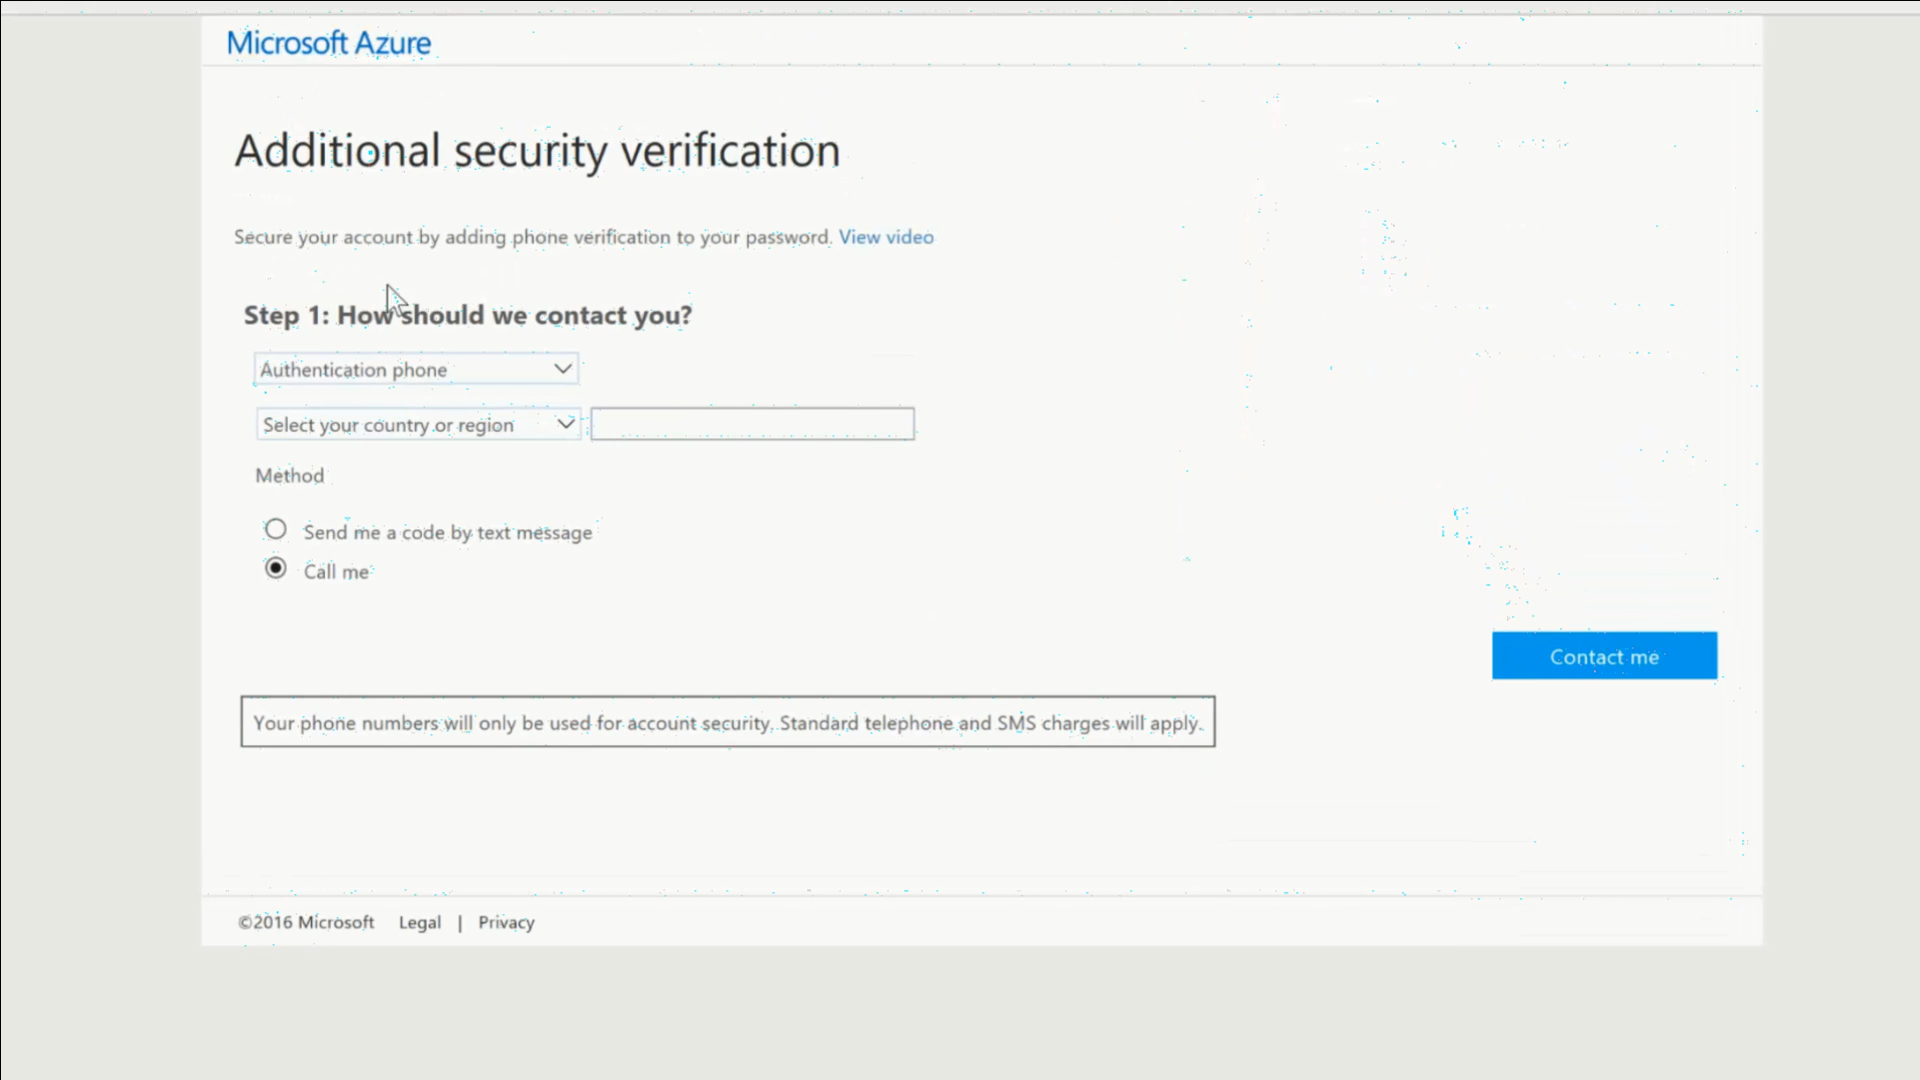 Microsoft Azure
Additional security verification
Secure your account by adding phone verification to your password. View video
Step 1: How should we contact you?
Authentication phone
Select your country or region
Method
Send me a code by text message
Call me
Contact me
Your phone numbers will only be used for account security. Standard telephone and SMS charges will apply.
©2016 Microsoft Legal | Privacy